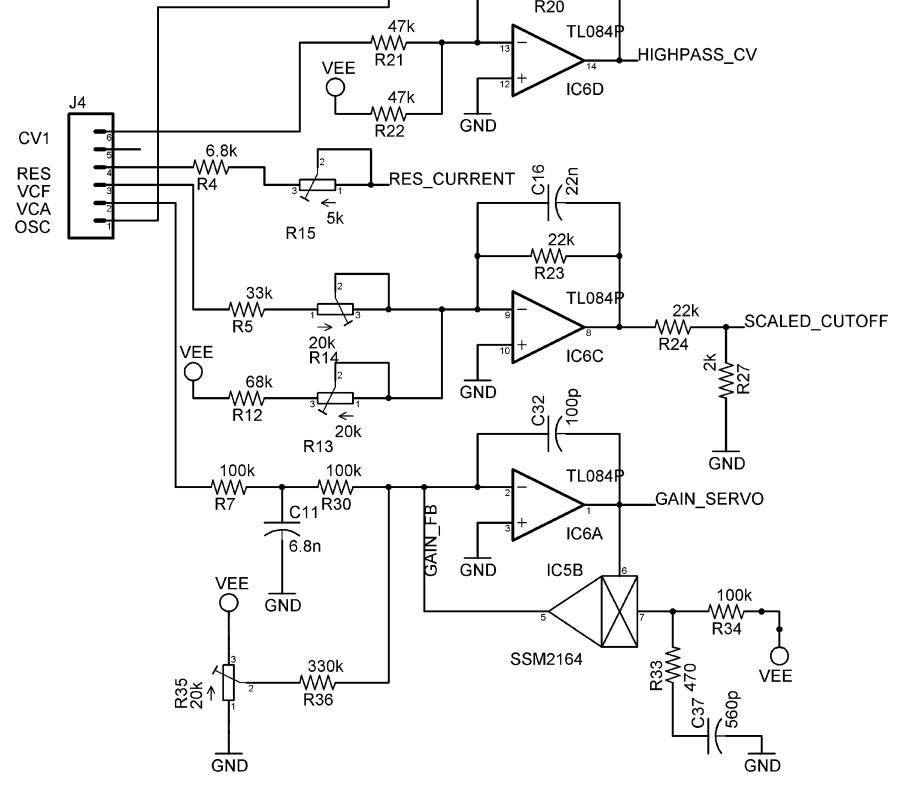 R20
47k
R21
TL084P
13
12
14
HIGHPASS_CV
IC6D
VEE
47k
R22
GND
J4
CV1
RES
VCF
VCA
OSC
6
5
4
3
2
1
6.8k
R4
2
3
1
RES_CURRENT
5k
R15
C16
22n
22k
R23
TL084P
9
10
8
IC6C
GND
33k
R5
2
1
3
20k
R14
22k
R24
SCALED_CUTOFF
2k
R27
GND
VEE
68k
R12
2
3
1
20k
R13
C32
100p
TL084P
2
3
1
GAIN_SERVO
IC6A
GND
100k
R7
100k
R30
C11
6.8n
GND
GAIN_FB
IC5B
6
5
7
SSM2164
100k
R34
VEE
R33
470
C37
560p
GND
VEE
3
2
1
R35
20k
330k
R36
GND